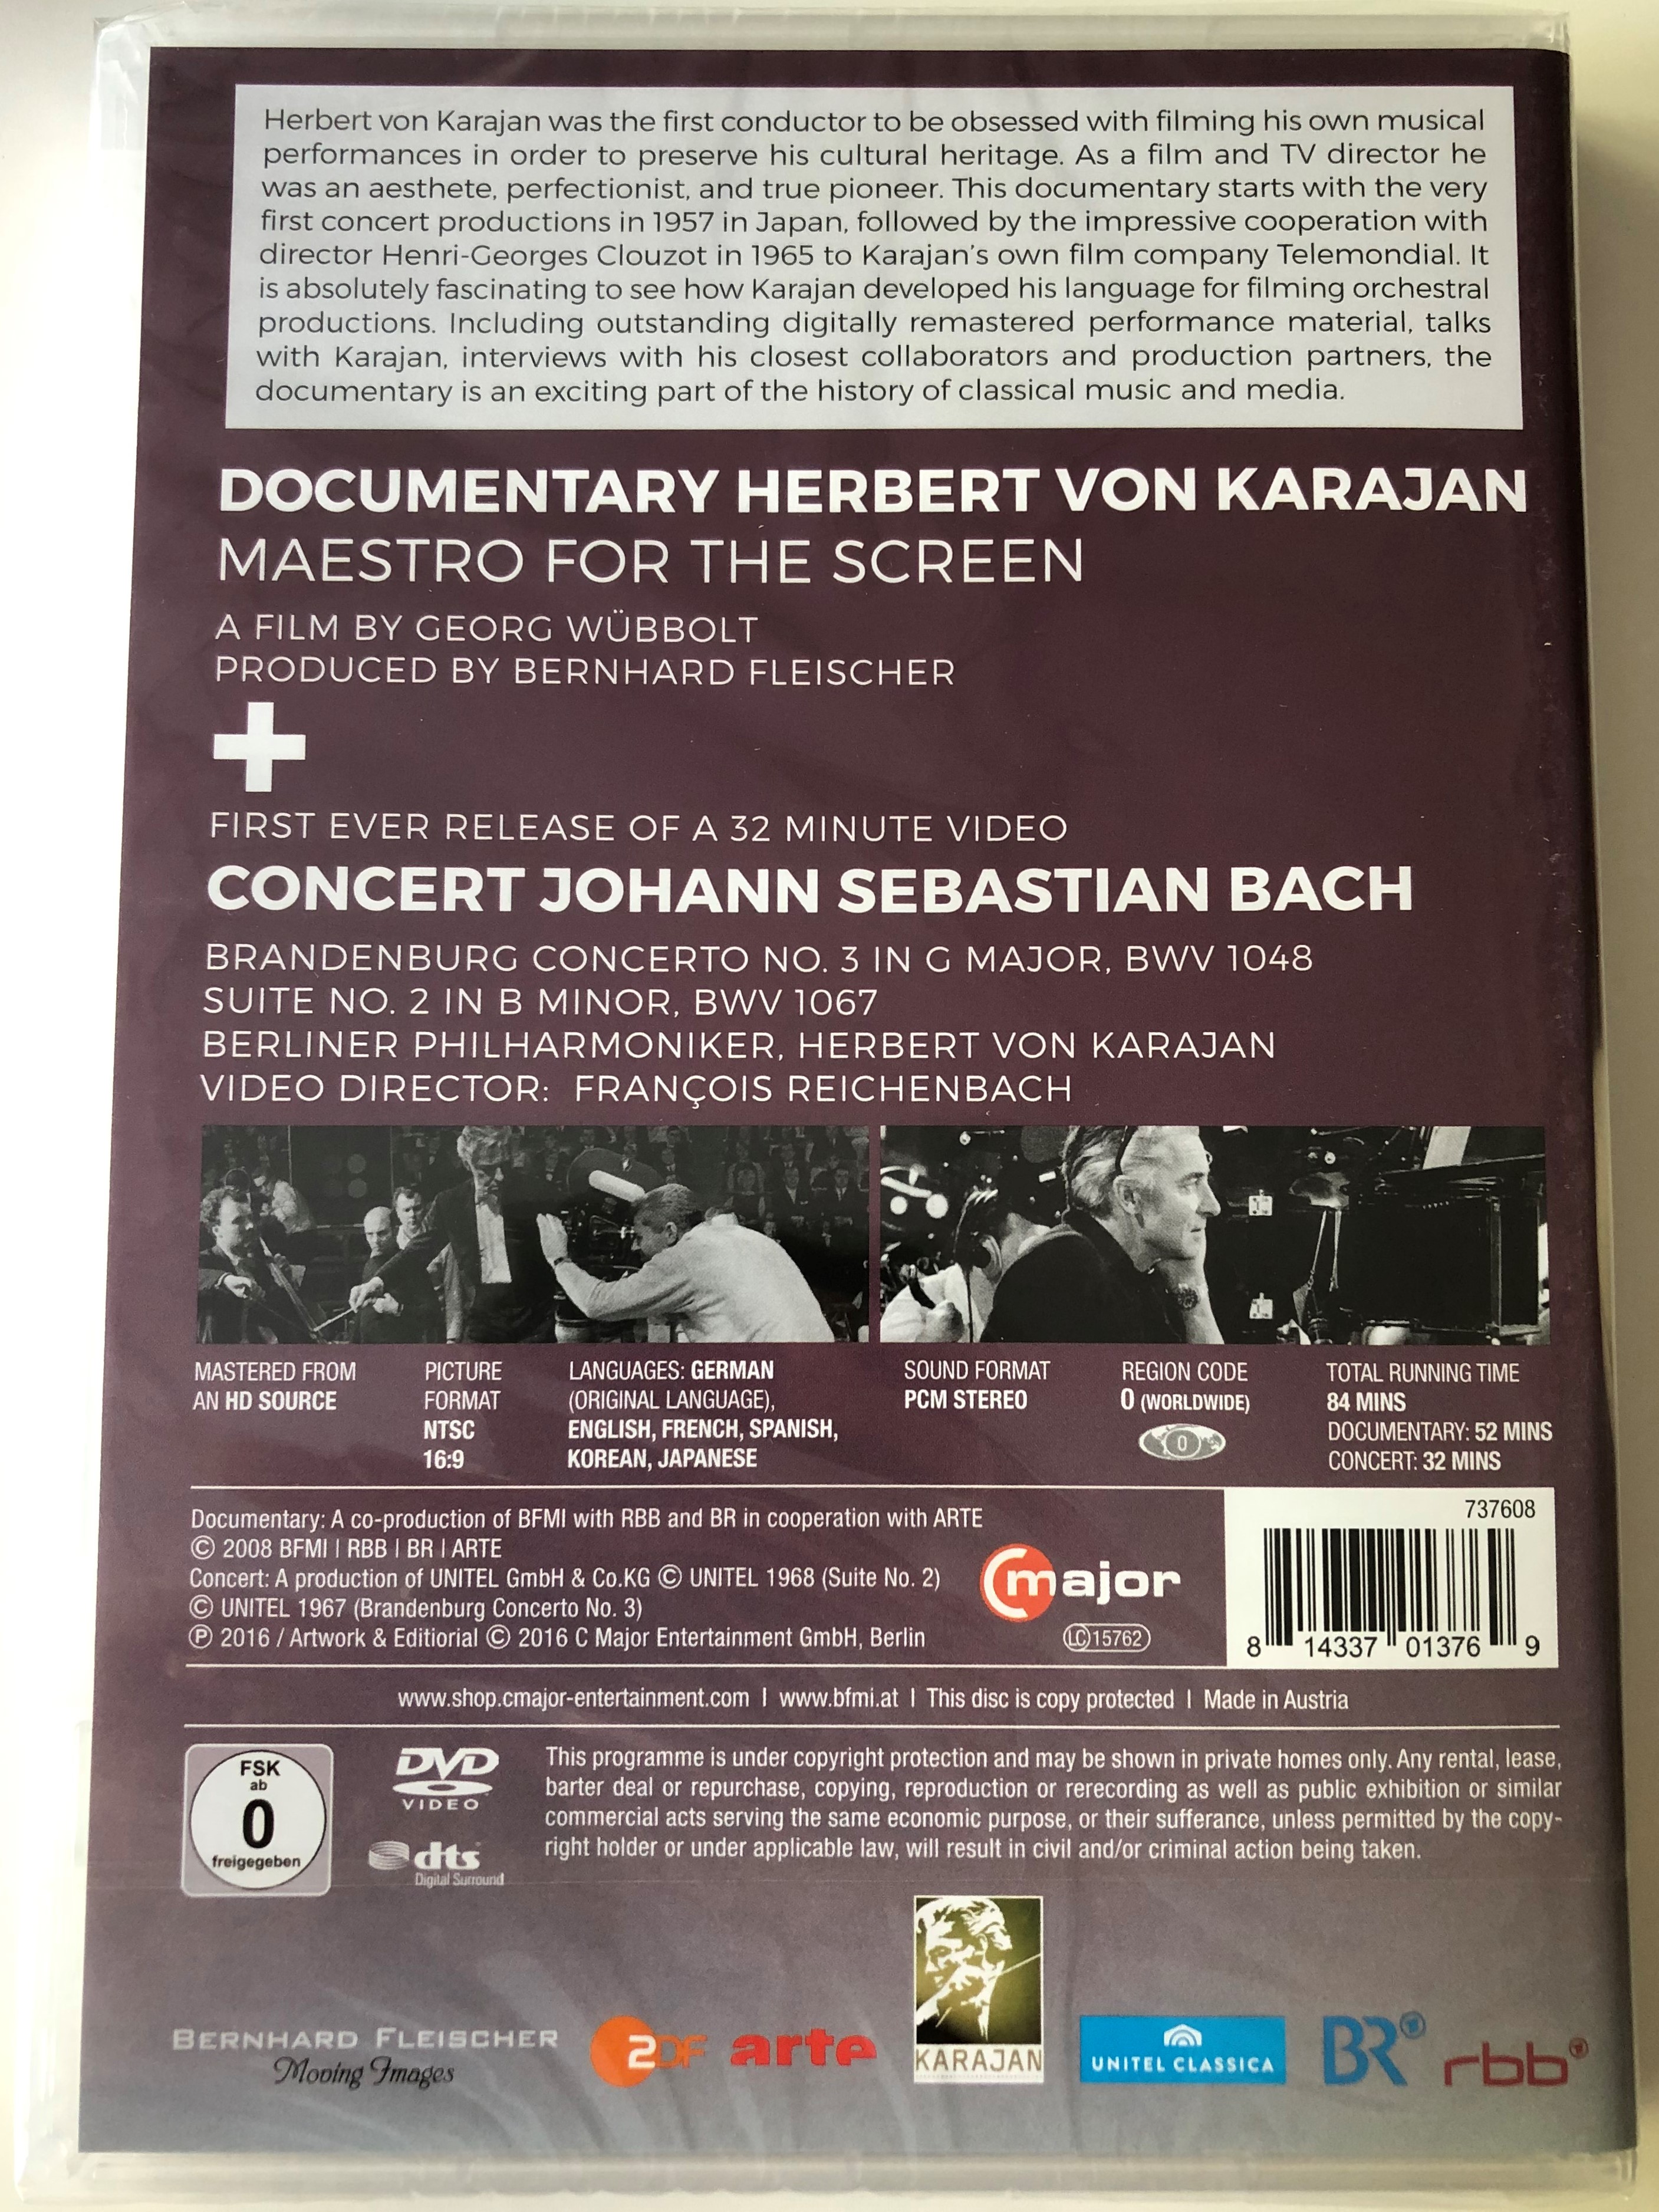 Herbert von Karajan was the first conductor to be obsessed with filming his own musical
performances in order to preserve his cultural heritage. As a film and TV director he
was an aesthete, perfectionist, and true pioneer. This documentary starts with the very
first concert productions in 1957 in Japan, followed by the impressive cooperation with
director Henri-Georges Clouzot in 1965 to Karajan's own film company Telemondial. It
is absolutely fascinating to see how Karajan developed his language for filming orchestral
productions. Including outstanding digitally remastered performance material, talks
with Karajan, interviews with his closest collaborators and production partners, the
documentary is an exciting part of the history of classical music and media.
DOCUMENTARY HERBERT VON KARAJAN
MAESTRO FOR THE SCREEN
A FILM BY GEORG WÜBBOLT
PRODUCED BY BERNHARD FLEISCHER
+
FIRST EVER RELEASE OF A 32 MINUTE VIDEO
CONCERT JOHANN SEBASTIAN BACH
BRANDENBURG CONCERTO NO. 3 IN G MAJOR, BWV 1048
SUITE NO. 2 IN B MINOR, BWV 1067
BERLINER PHILHARMONIKER, HERBERT VON KARAJAN
VIDEO DIRECTOR: FRANÇOIS REICHENBACH
MASTERED FROM
AN HD SOURCE
PICTURE
FORMAT
NTSC
16:9
LANGUAGES: GERMAN
(ORIGINAL LANGUAGE),
ENGLISH, FRENCH, SPANISH,
KOREAN, JAPANESE
SOUND FORMAT
PCM STEREO
REGION CODE
0 (WORLDWIDE)
0
TOTAL RUNNING TIME
84 MINS
DOCUMENTARY: 52 MINS
CONCERT: 32 MINS
Documentary: A co-production of BFMI with RBB and BR in cooperation with ARTE
© 2008 BFMI | RBB | BR | ARTE
Concert: A production of UNITEL GmbH & Co.KG © UNITEL 1968 (Suite No. 2)
© UNITEL 1967 (Brandenburg Concerto No. 3)
℗ 2016 / Artwork & Editiorial © 2016 C Major Entertainment GmbH, Berlin
C major
LC 15762
737608
8 14337 01376 9
www.shop.cmajor-entertainment.com | www.bfmi.at | This disc is copy protected | Made in Austria
FSK
ab
0
freigegeben
DVD
VIDEO
dts
Digital Surround
This programme is under copyright protection and may be shown in private homes only. Any rental, lease,
barter deal or repurchase, copying, reproduction or rerecording as well as public exhibition or similar
commercial acts serving the same economic purpose, or their sufferance, unless permitted by the copy-
right holder or under applicable law, will result in civil and/or criminal action being taken.
BERNHARD FLEISCHER
Moving Images
ZDF
arte
KARAJAN
UNITEL CLASSICA
BR
rbb